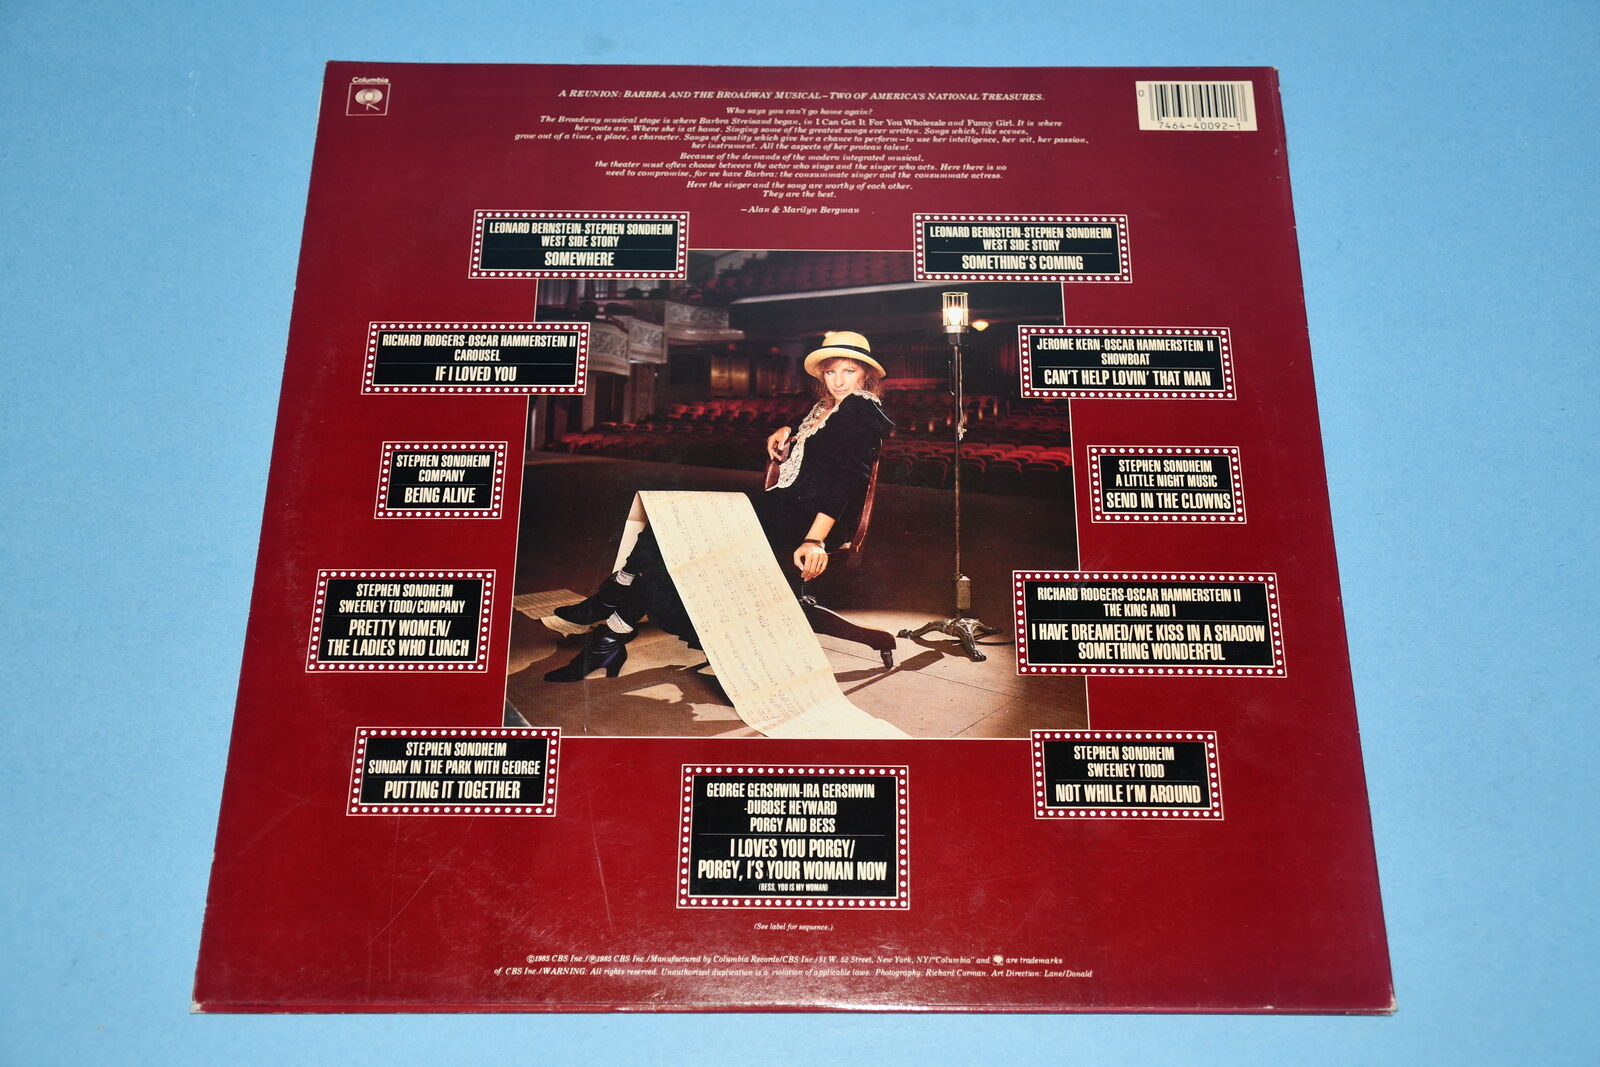 Columbia
A REUNION: BARBRA AND THE BROADWAY MUSICAL—TWO OF AMERICA'S NATIONAL TREASURES.
0
7464-40092-1
Who says you can't go home again?
The Broadway musical stage is where Barbra Streisand began, in I Can Get It For You Wholesale and Funny Girl. It is where
her roots are. Where she is at home. Singing some of the greatest songs ever written. Songs which, like scenes,
grow out of a time, a place, a character. Songs of quality which give her a chance to perform—to use her intelligence, her wit, her passion,
her instrument. All the aspects of her protean talent.
Because of the demands of the modern integrated musical,
the theater must often choose between the actor who sings and the singer who acts. Here there is no
need to compromise, for we have Barbra: the consummate singer and the consummate actress.
Here the singer and the song are worthy of each other.
They are the best.
—Alan & Marilyn Bergman
LEONARD BERNSTEIN-STEPHEN SONDHEIM
WEST SIDE STORY
SOMEWHERE
LEONARD BERNSTEIN-STEPHEN SONDHEIM
WEST SIDE STORY
SOMETHING'S COMING
RICHARD RODGERS-OSCAR HAMMERSTEIN II
CAROUSEL
IF I LOVED YOU
JEROME KERN-OSCAR HAMMERSTEIN II
SHOWBOAT
CAN'T HELP LOVIN' THAT MAN
STEPHEN SONDHEIM
COMPANY
BEING ALIVE
STEPHEN SONDHEIM
A LITTLE NIGHT MUSIC
SEND IN THE CLOWNS
STEPHEN SONDHEIM
SWEENEY TODD/COMPANY
PRETTY WOMEN/
THE LADIES WHO LUNCH
RICHARD RODGERS-OSCAR HAMMERSTEIN II
THE KING AND I
I HAVE DREAMED/WE KISS IN A SHADOW
SOMETHING WONDERFUL
STEPHEN SONDHEIM
SUNDAY IN THE PARK WITH GEORGE
PUTTING IT TOGETHER
STEPHEN SONDHEIM
SWEENEY TODD
NOT WHILE I'M AROUND
GEORGE GERSHWIN-IRA GERSHWIN
-DUBOSE HEYWARD
PORGY AND BESS
I LOVES YOU PORGY/
PORGY, I'S YOUR WOMAN NOW
(BESS, YOU IS MY WOMAN)
(See label for sequence.)
©1985 CBS Inc./℗1985 CBS Inc./Manufactured by Columbia Records/CBS Inc./51 W. 52 Street, New York, NY/"Columbia" and are trademarks
of CBS Inc./WARNING: All rights reserved. Unauthorized duplication is a violation of applicable laws. Photography: Richard Corman. Art Direction: Lane/Donald